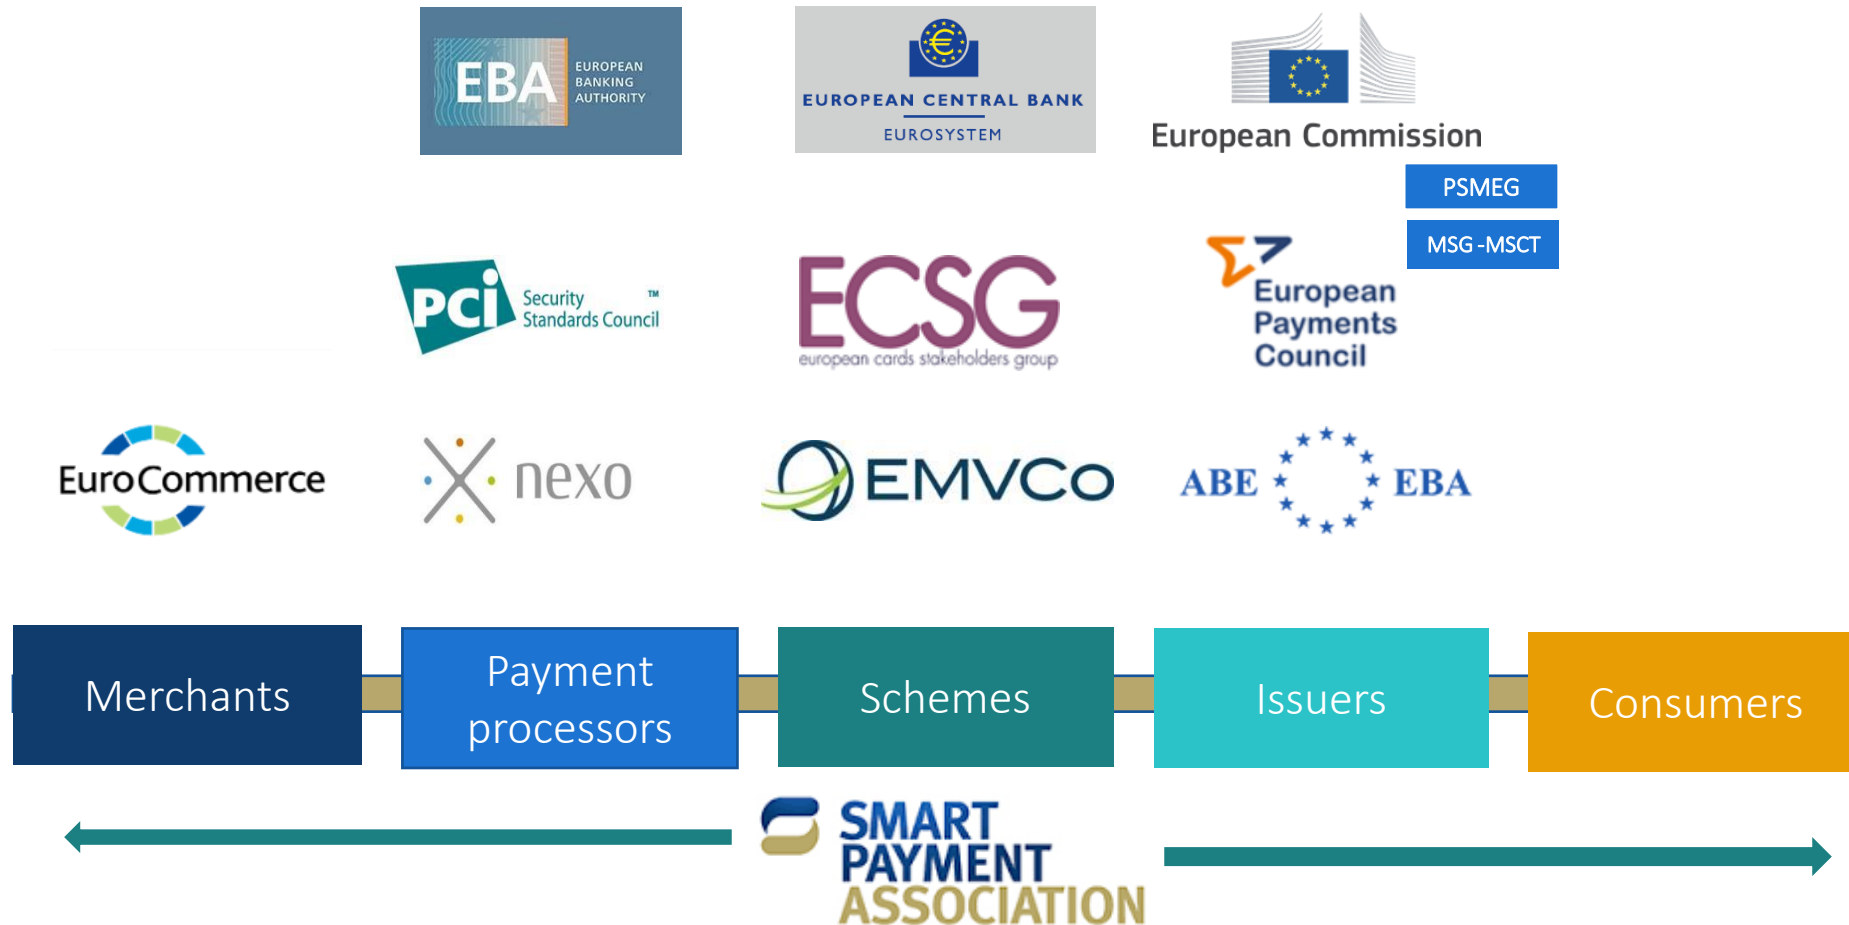 EBA
EUROPEAN
BANKING
AUTHORITY
EUROPEAN CENTRAL BANK
EUROSYSTEM
European Commission
PSMEG
MSG-MSCT
PCi
Security
Standards Council
™
ECSG
european cards stakeholders group
European
Payments
Council
EuroCommerce
nexo
EMVCo
ABE
EBA
Merchants
Payment
processors
Schemes
Issuers
Consumers
SMART
PAYMENT
ASSOCIATION